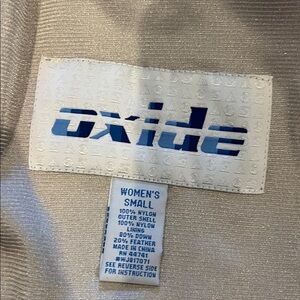 oxide
WOMEN'S
SMALL
100% NYLON
OUTER SHELL
100% NYLON
LINING
80% DOWN
20% FEATHER
MADE IN CHINA
RN 44741
#WJB17071
SEE REVERSE SIDE
FOR INSTRUCTION